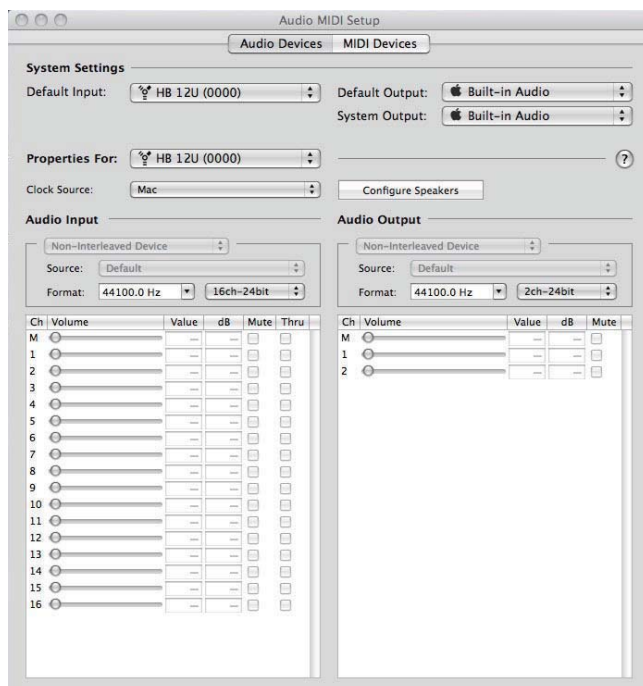 Audio MIDI Setup
Audio Devices MIDI Devices
System Settings
Default Input: HB 12U (0000)
Default Output: Built-in Audio
System Output: Built-in Audio
Properties For: HB 12U (0000) ?
Clock Source: Mac
Configure Speakers
Audio Input
Non-Interleaved Device
Source: Default
Format: 44100.0 Hz 16ch-24bit
Ch Volume Value dB Mute Thru
M
1
2
3
4
5
6
7
8
9
10
11
12
13
14
15
16
Audio Output
Non-Interleaved Device
Source: Default
Format: 44100.0 Hz 2ch-24bit
Ch Volume Value dB Mute
M
1
2